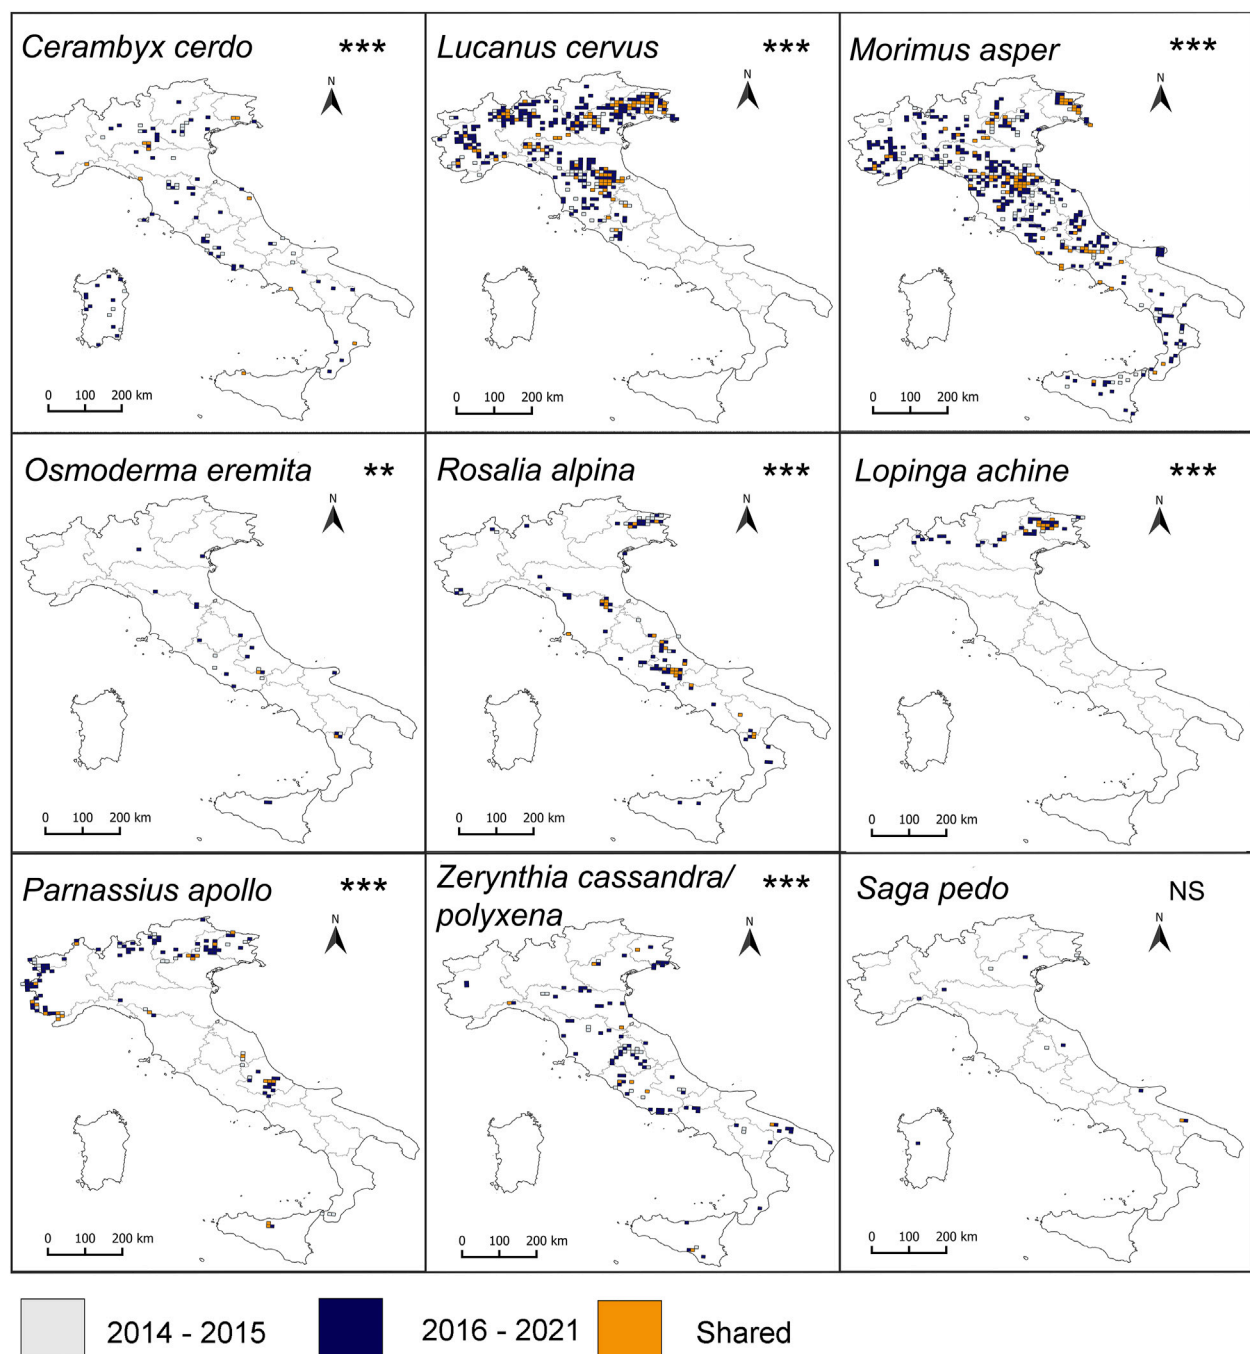 Cerambyx cerdo ***
N
0 100 200 km
Lucanus cervus ***
N
0 100 200 km
Morimus asper ***
N
0 100 200 km
Osmoderma eremita **
N
0 100 200 km
Rosalia alpina ***
N
0 100 200 km
Lopinga achine ***
N
0 100 200 km
Parnassius apollo ***
N
0 100 200 km
Zerynthia cassandra/ ***
polyxena
N
0 100 200 km
Saga pedo NS
N
0 100 200 km
2014 - 2015 2016 - 2021 Shared